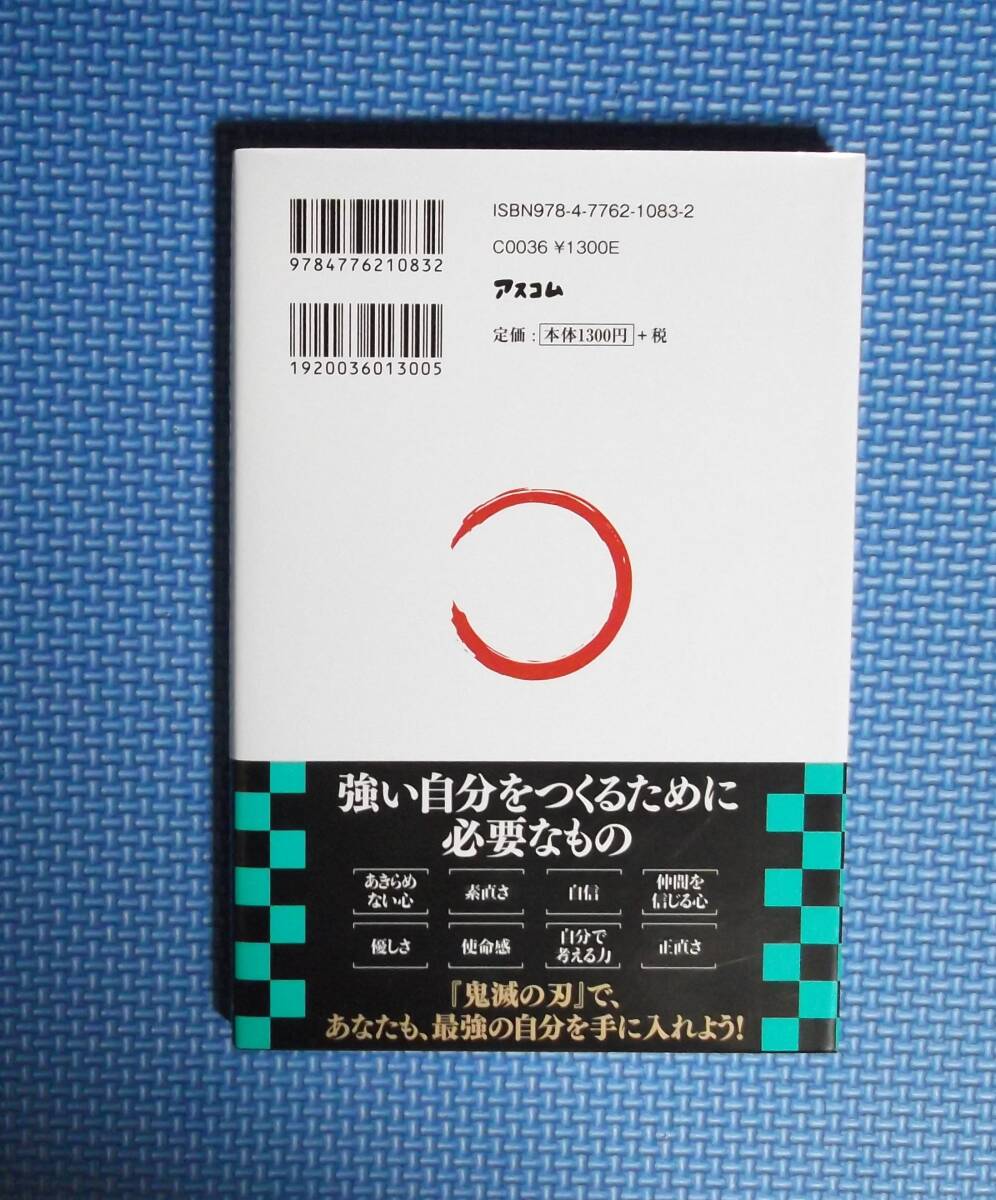 9784776210832
1920036013005
ISBN978-4-7762-1083-2
C0036 ¥1300E
アスコム
定価：本体1300円＋税
強い自分をつくるために
必要なもの
あきらめ
ない心
素直さ
自信
仲間を
信じる心
優しさ
使命感
自分で
考える力
正直さ
『鬼滅の刃』で、
あなたも、最強の自分を手に入れよう！